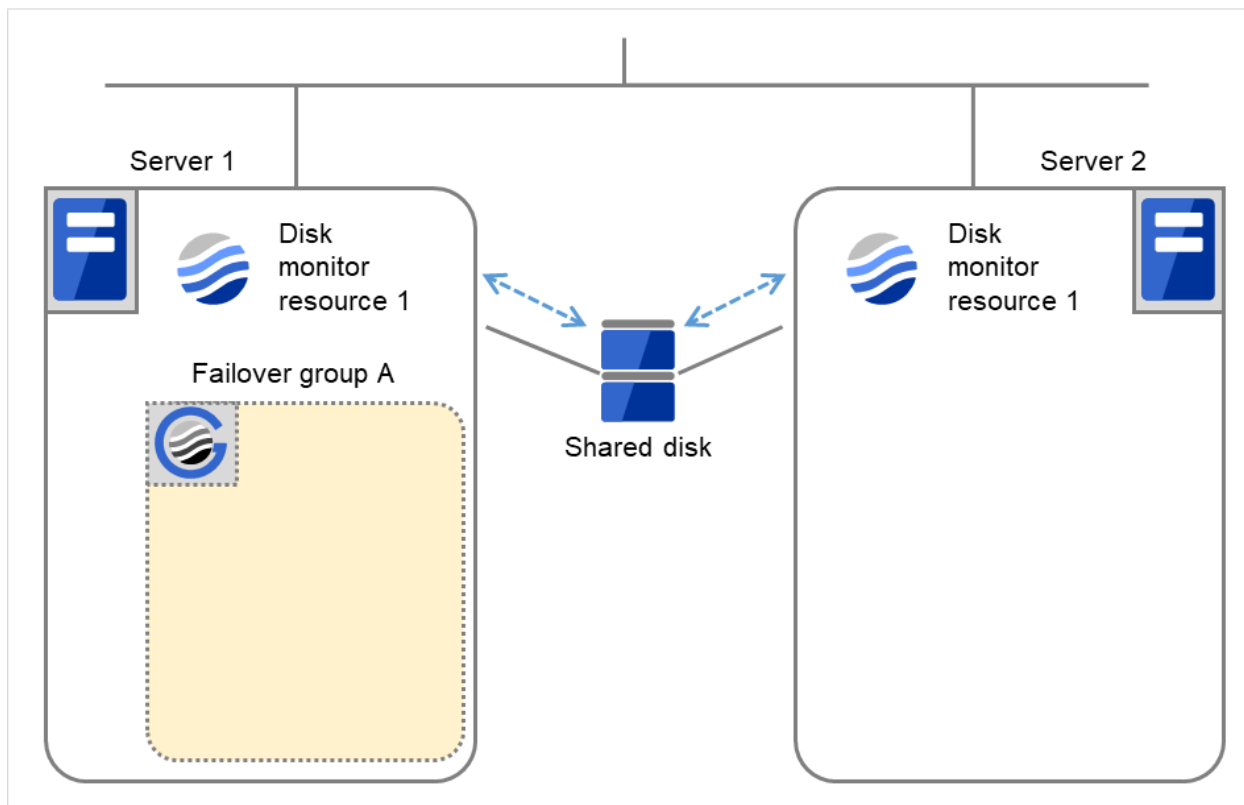 Server 1
Server 2
Disk
monitor
resource 1
Disk
monitor
resource 1
Failover group A
Shared disk